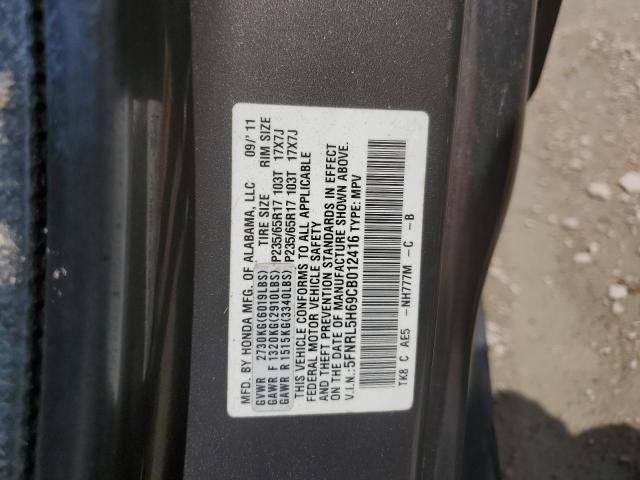 MFD. BY HONDA MFG. OF ALABAMA, LLC 09/'11
TIRE SIZE RIM SIZE
GVWR 2730KG(6019LBS)
GAWR F 1320KG(2910LBS) P235/65R17 103T 17X7J
GAWR R 1515KG(3340LBS) P235/65R17 103T 17X7J
THIS VEHICLE CONFORMS TO ALL APPLICABLE
FEDERAL MOTOR VEHICLE SAFETY
AND THEFT PREVENTION STANDARDS IN EFFECT
ON THE DATE OF MANUFACTURE SHOWN ABOVE.
V.I.N.:5FNRL5H69CB012416 TYPE: MPV
TK8 C AE5 -NH777M -C -B